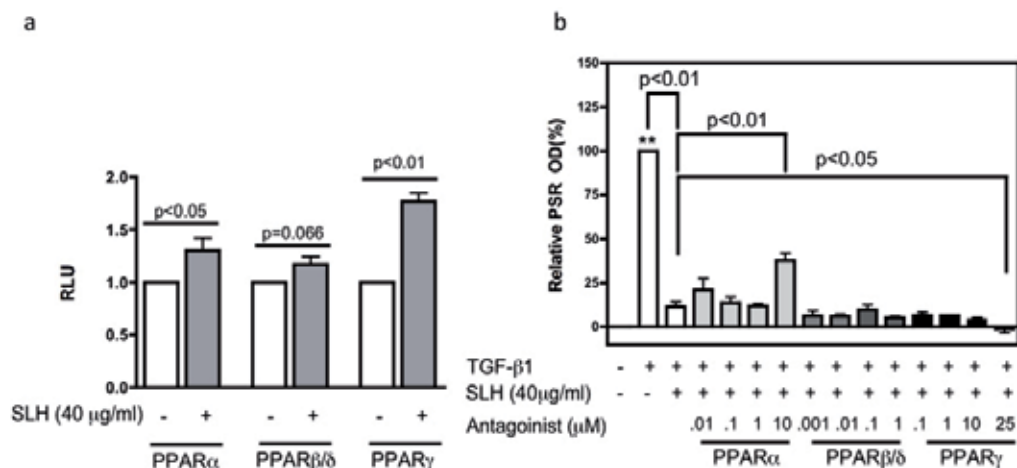 a
RLU
2.0
1.5
1.0
0.5
0.0
p<0.05
p=0.066
p<0.01
SLH (40 µg/ml) - + - + - +
PPARα PPARβ/δ PPARγ
b
Relative PSR OD(%)
150
125
100
75
50
25
0
p<0.01
p<0.01
p<0.05
**
TGF-β1 - + + + + + + + + + + + + + +
SLH (40µg/ml) - - + + + + + + + + + + + + +
Antagoinist (µM) .01 .1 1 10 .001 .01 .1 1 .1 1 10 25
PPARα PPARβ/δ PPARγ